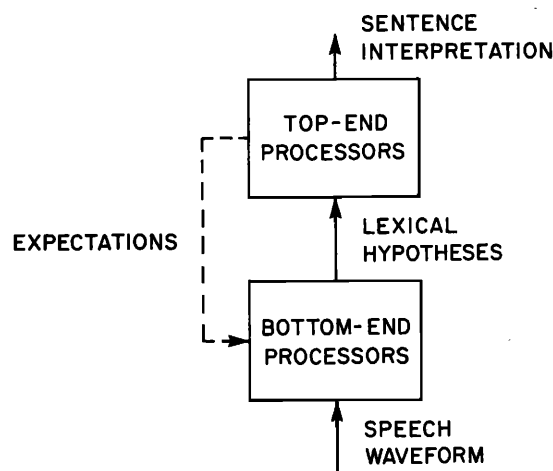 SENTENCE
INTERPRETATION
TOP-END
PROCESSORS
EXPECTATIONS
LEXICAL
HYPOTHESES
BOTTOM-END
PROCESSORS
SPEECH
WAVEFORM